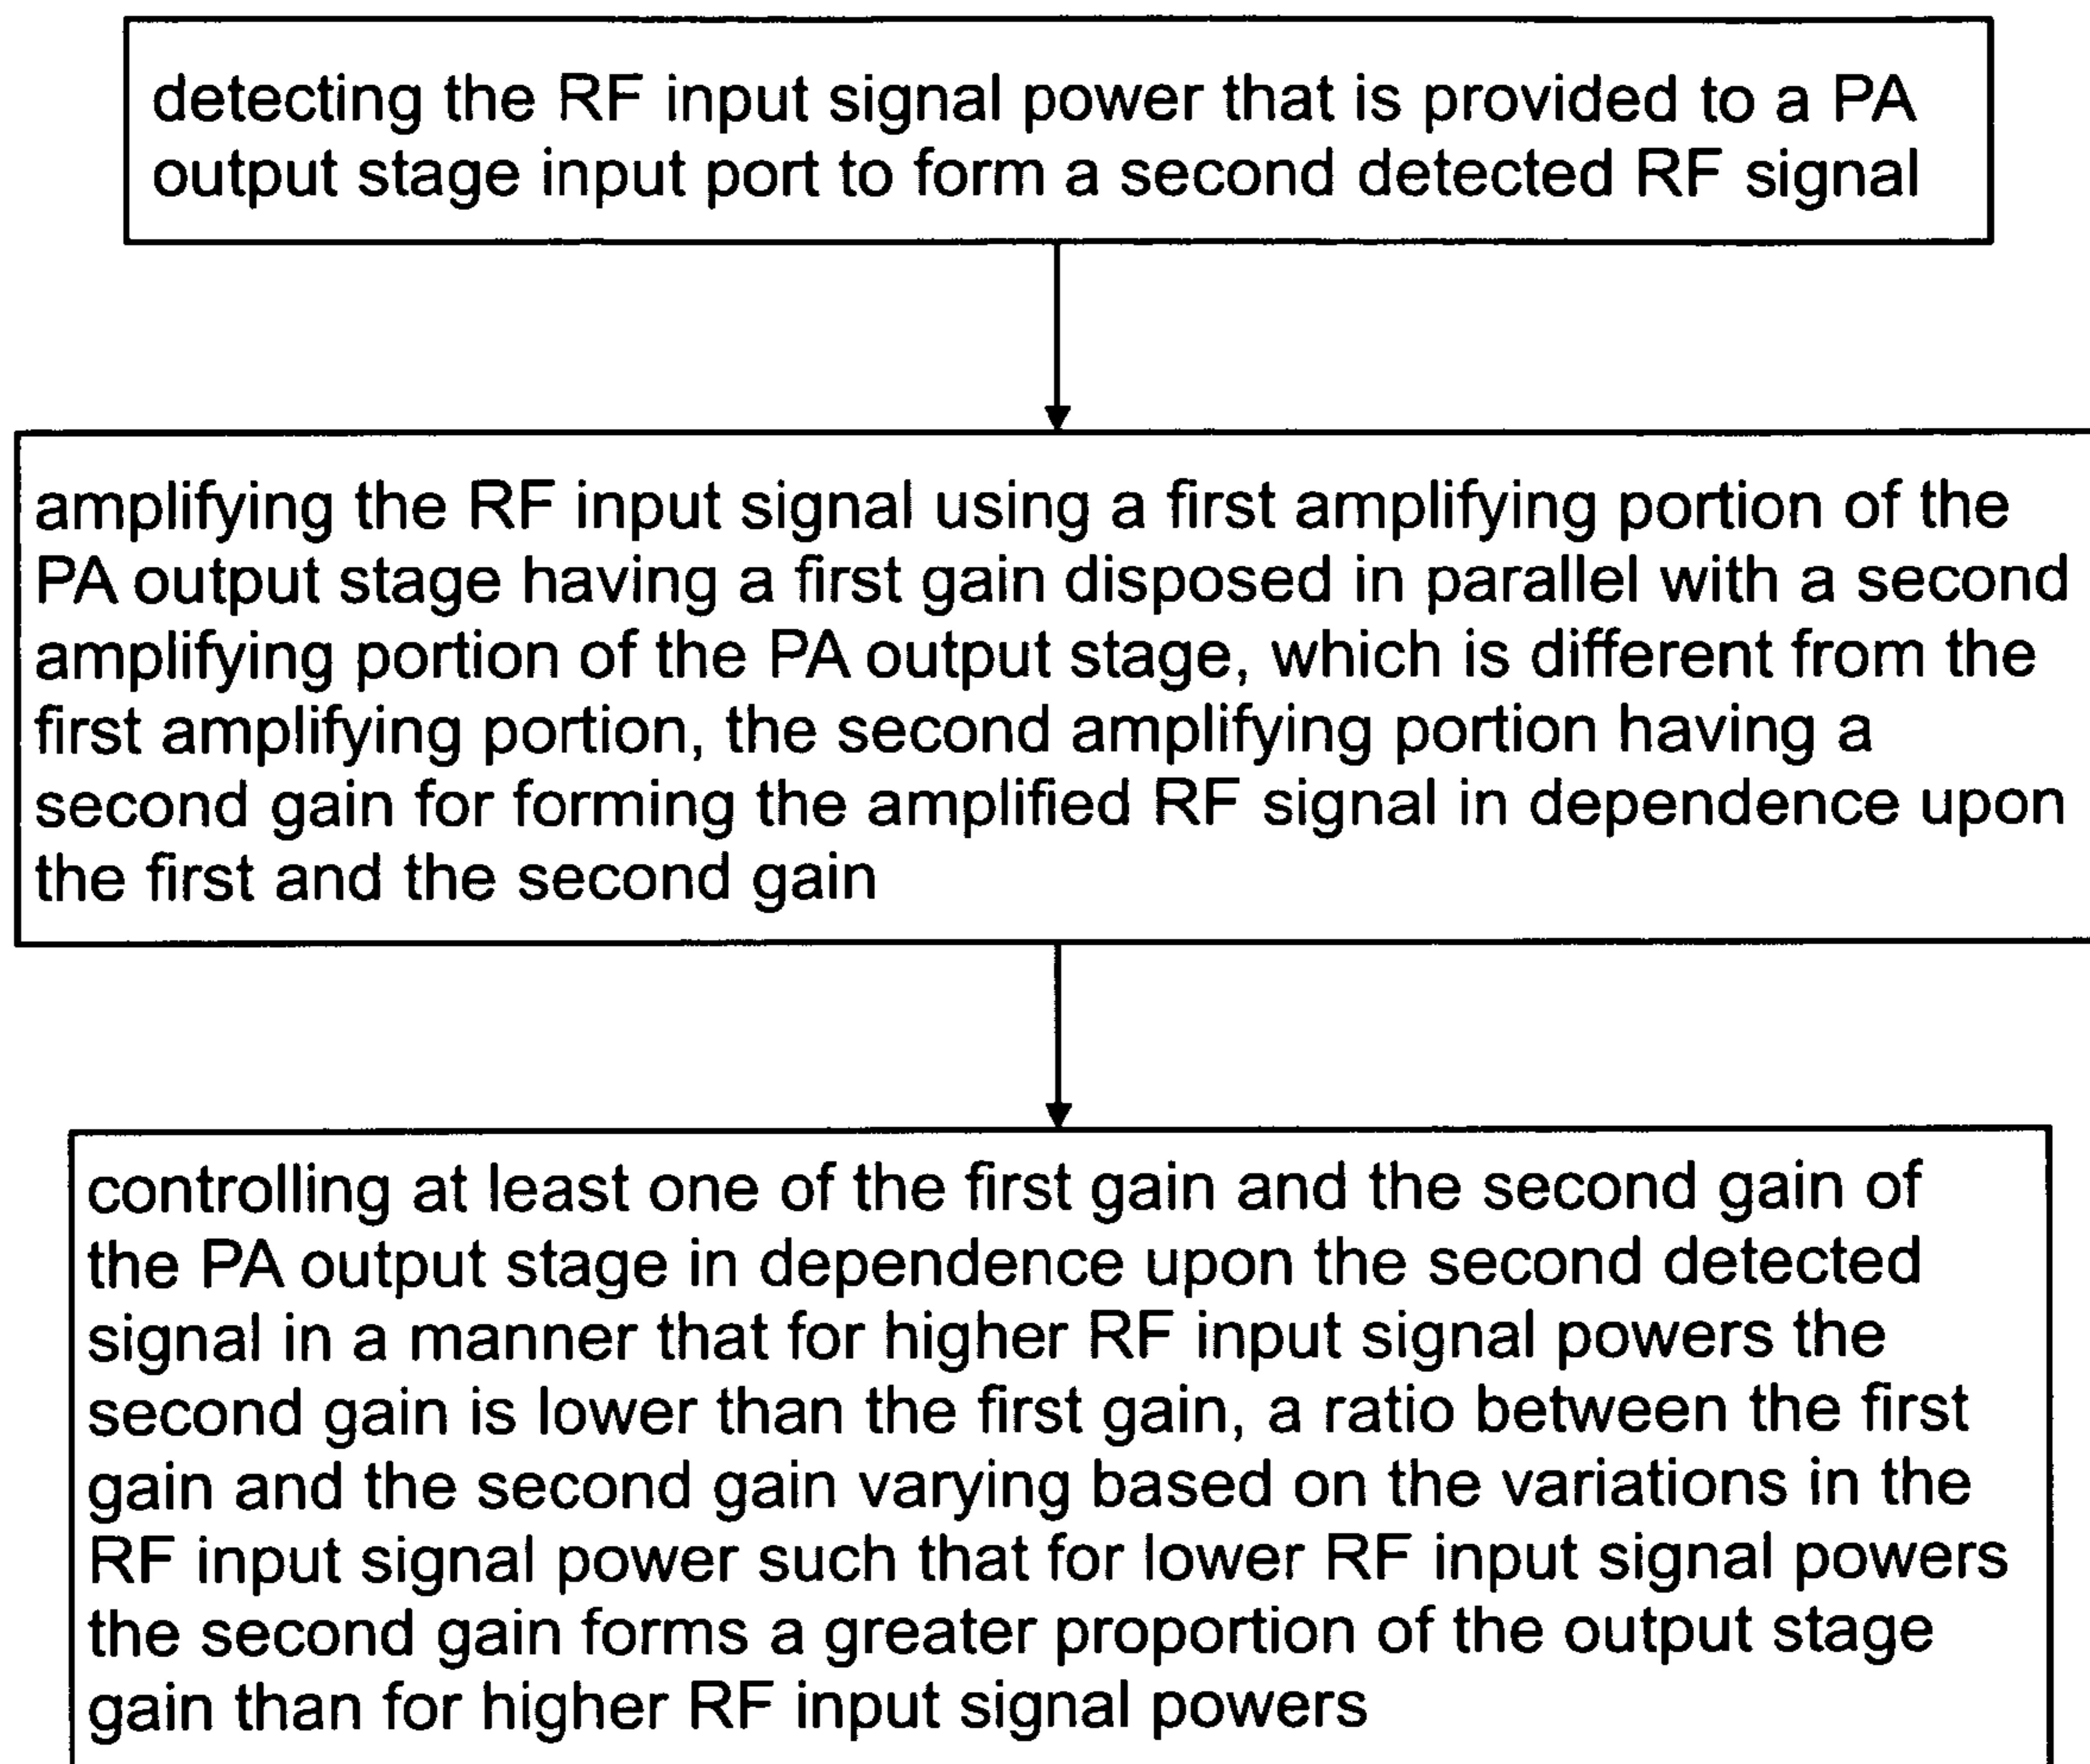 detecting the RF input signal power that is provided to a PA
output stage input port to form a second detected RF signal
amplifying the RF input signal using a first amplifying portion of the
PA output stage having a first gain disposed in parallel with a second
amplifying portion of the PA output stage, which is different from the
first amplifying portion, the second amplifying portion having a
second gain for forming the amplified RF signal in dependence upon
the first and the second gain
controlling at least one of the first gain and the second gain of
the PA output stage in dependence upon the second detected
signal in a manner that for higher RF input signal powers the
second gain is lower than the first gain, a ratio between the first
gain and the second gain varying based on the variations in the
RF input signal power such that for lower RF input signal powers
the second gain forms a greater proportion of the output stage
gain than for higher RF input signal powers